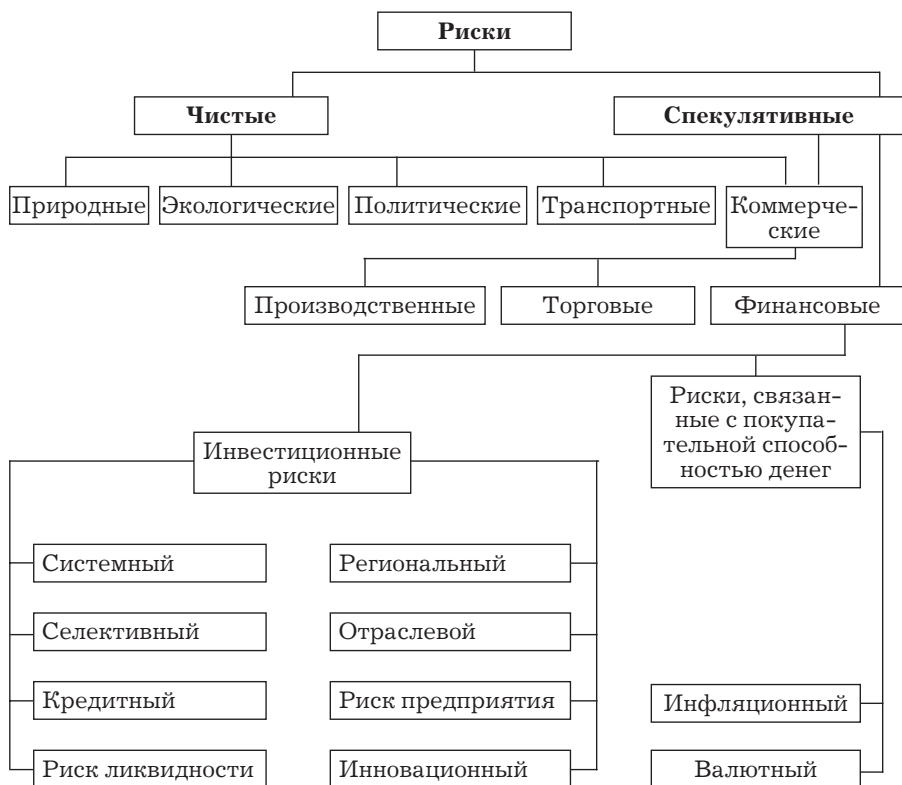 Риски
Чистые
Спекулятивные
Природные
Экологические
Политические
Транспортные
Коммерче-
ские
Производственные
Торговые
Финансовые
Риски, связан-
ные с покупа-
тельной способ-
ностью денег
Инвестиционные
риски
Системный
Региональный
Селективный
Отраслевой
Кредитный
Риск предприятия
Инфляционный
Риск ликвидности
Инновационный
Валютный